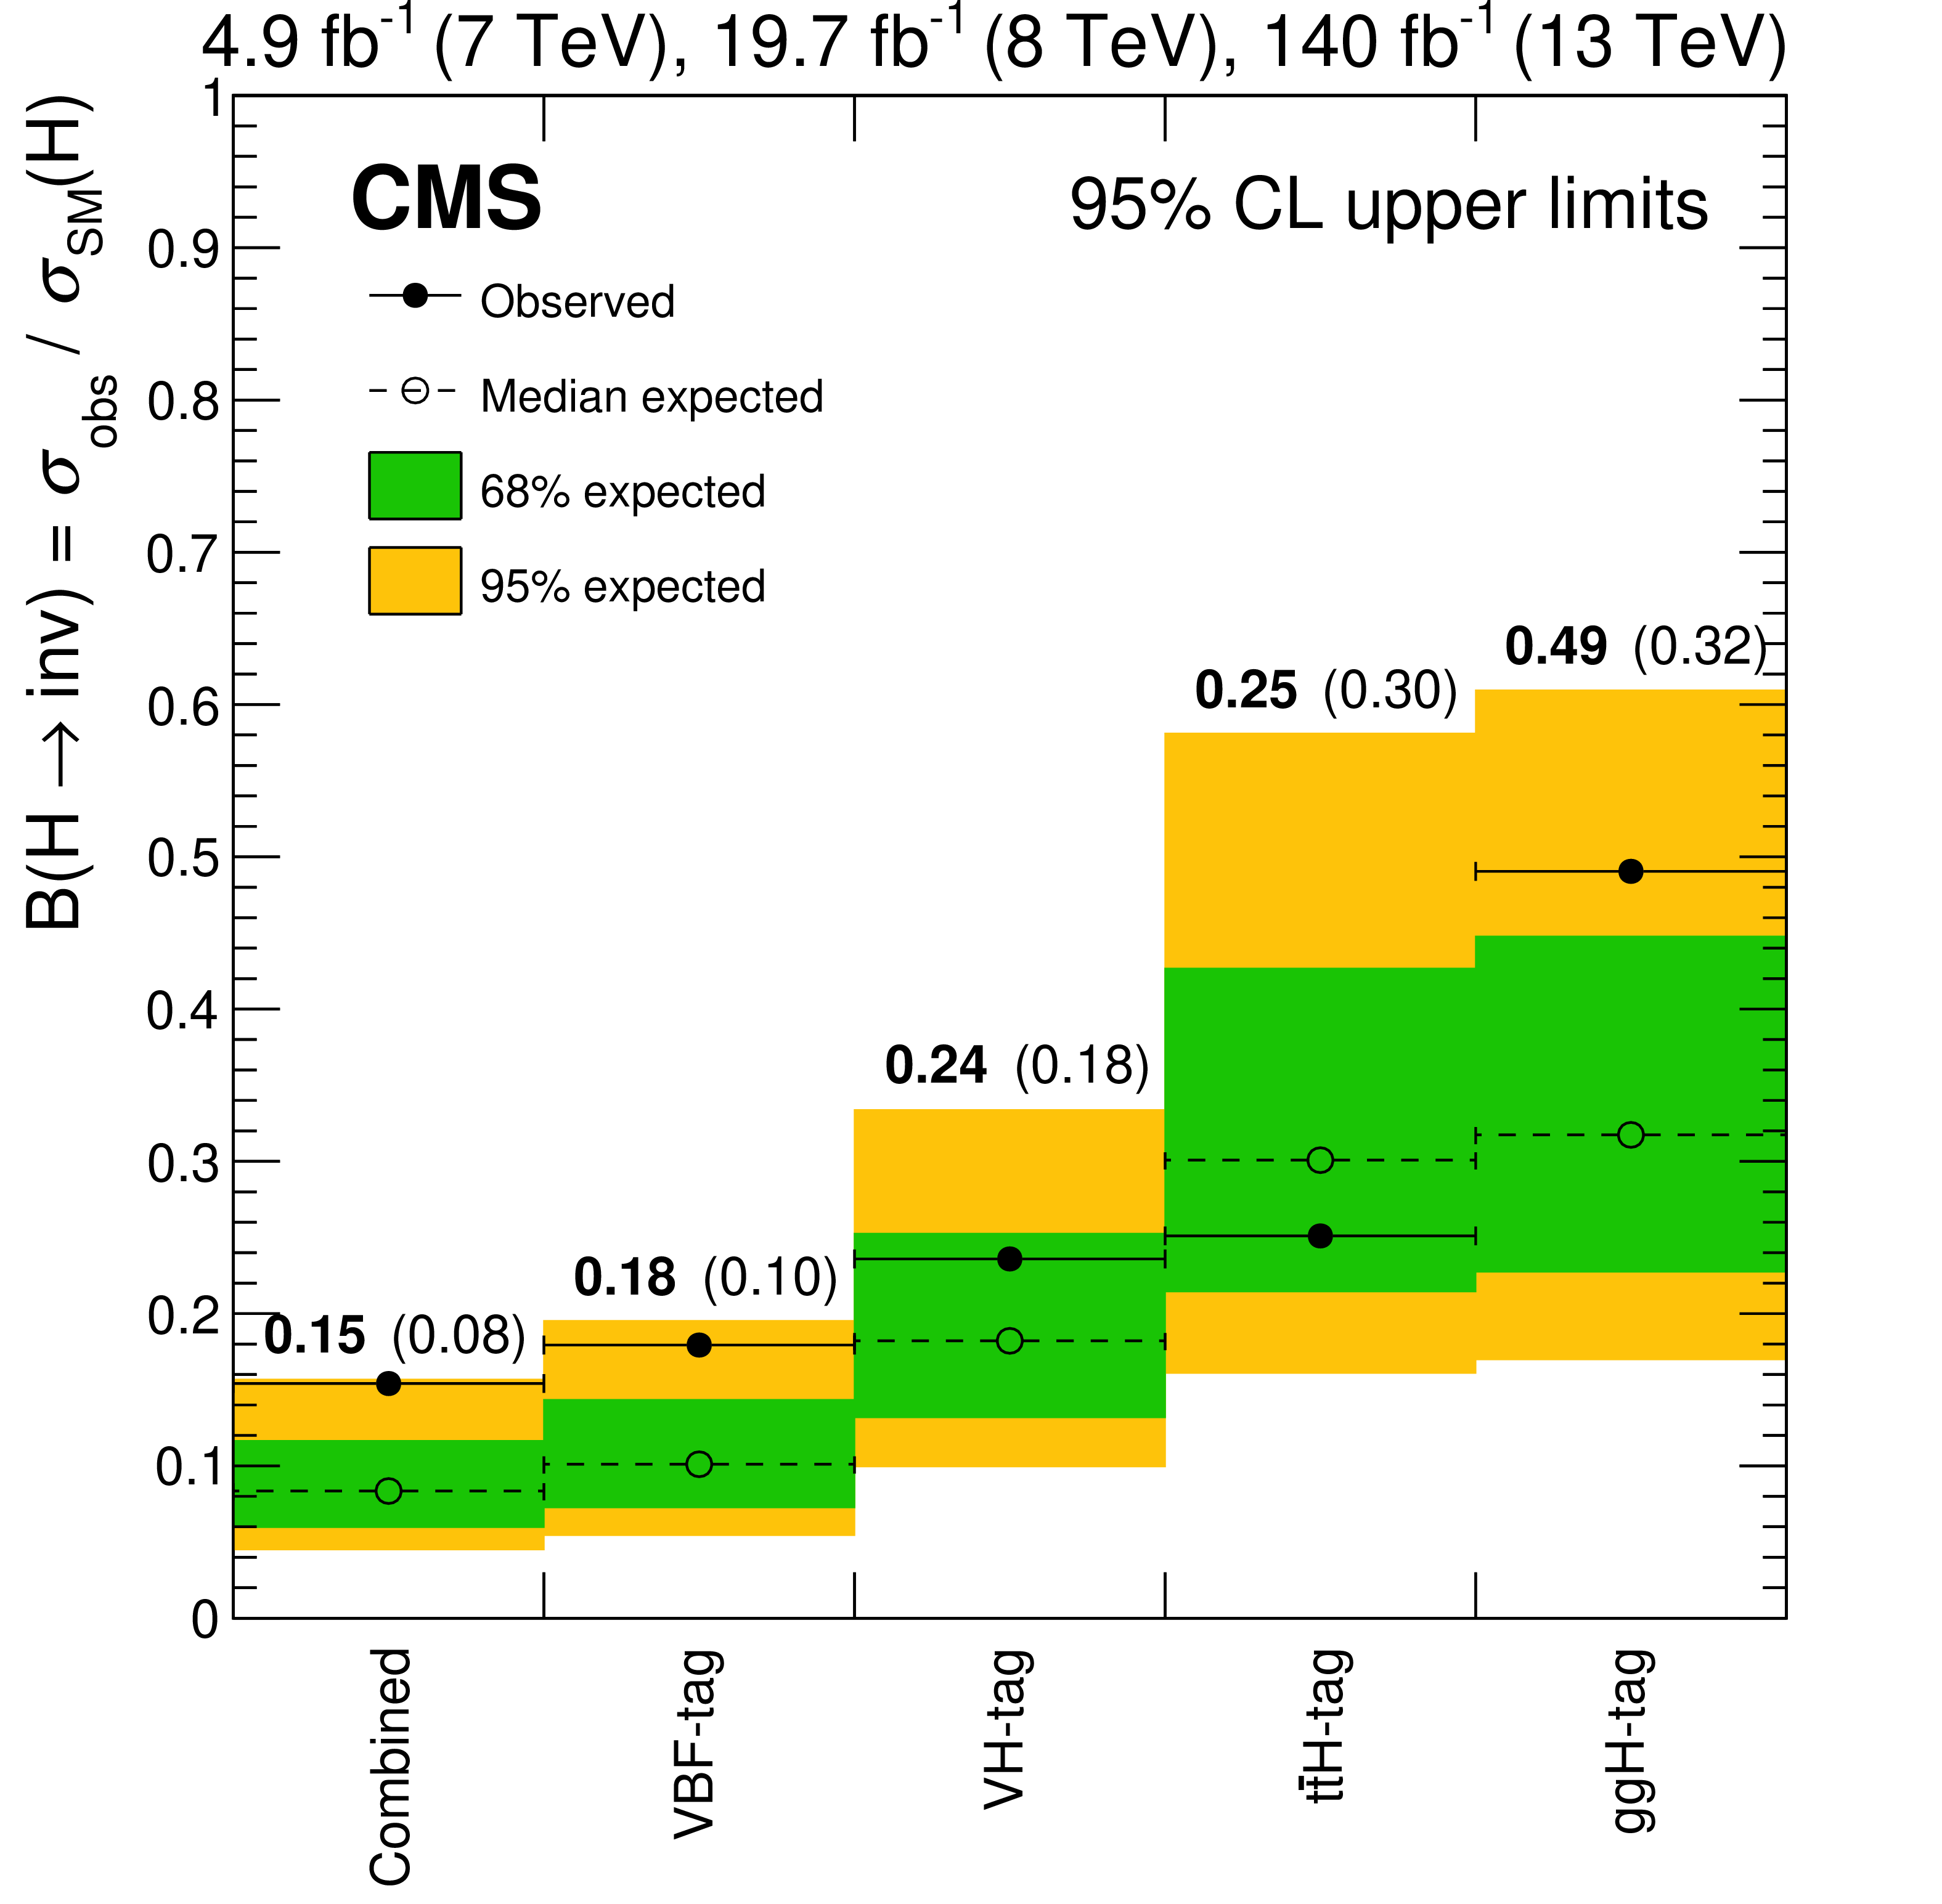 4.9 fb⁻¹ (7 TeV), 19.7 fb⁻¹ (8 TeV), 140 fb⁻¹ (13 TeV)
B(H → inv) = σobs / σSM(H)
CMS
95% CL upper limits
Observed
Median expected
68% expected
95% expected
1
0.9
0.8
0.7
0.6
0.5
0.4
0.3
0.2
0.1
0
0.15 (0.08)
0.18 (0.10)
0.24 (0.18)
0.25 (0.30)
0.49 (0.32)
Combined
VBF-tag
VH-tag
tt̄H-tag
ggH-tag